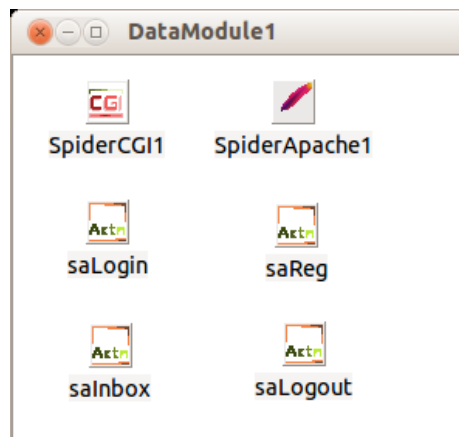 DataModule1
CGI
SpiderCGI1 SpiderApache1
Actn Actn
saLogin saReg
Actn Actn
saInbox saLogout